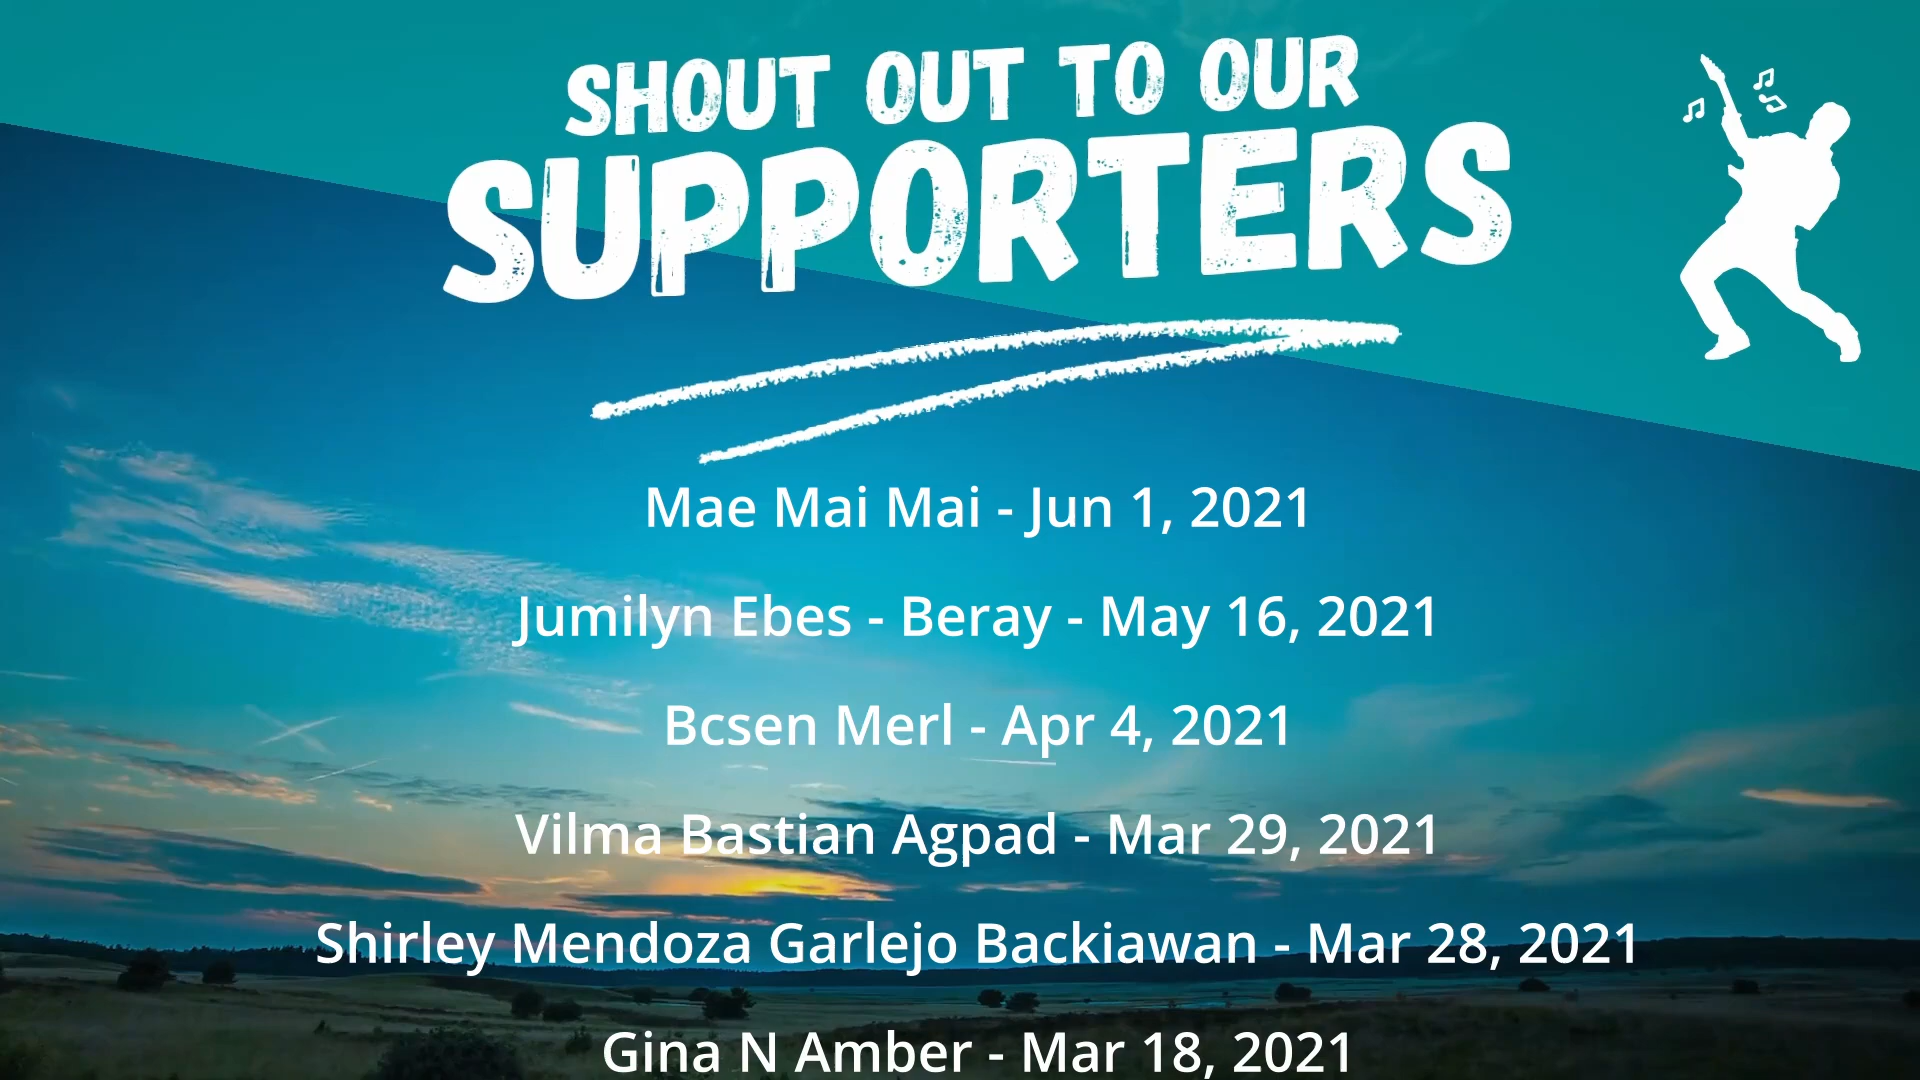 SHOUT OUT TO OUR
SUPPORTERS
Mae Mai Mai - Jun 1, 2021
Jumilyn Ebes - Beray - May 16, 2021
Bcsen Merl - Apr 4, 2021
Vilma Bastian Agpad - Mar 29, 2021
Shirley Mendoza Garlejo Backiawan - Mar 28, 2021
Gina N Amber - Mar 18, 2021